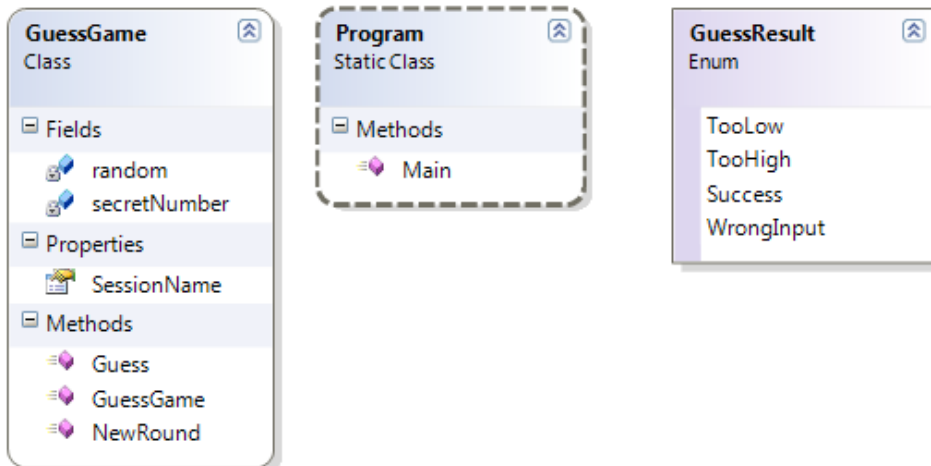 GuessGame
Class
Fields
random
secretNumber
Properties
SessionName
Methods
Guess
GuessGame
NewRound
Program
Static Class
Methods
Main
GuessResult
Enum
TooLow
TooHigh
Success
WrongInput